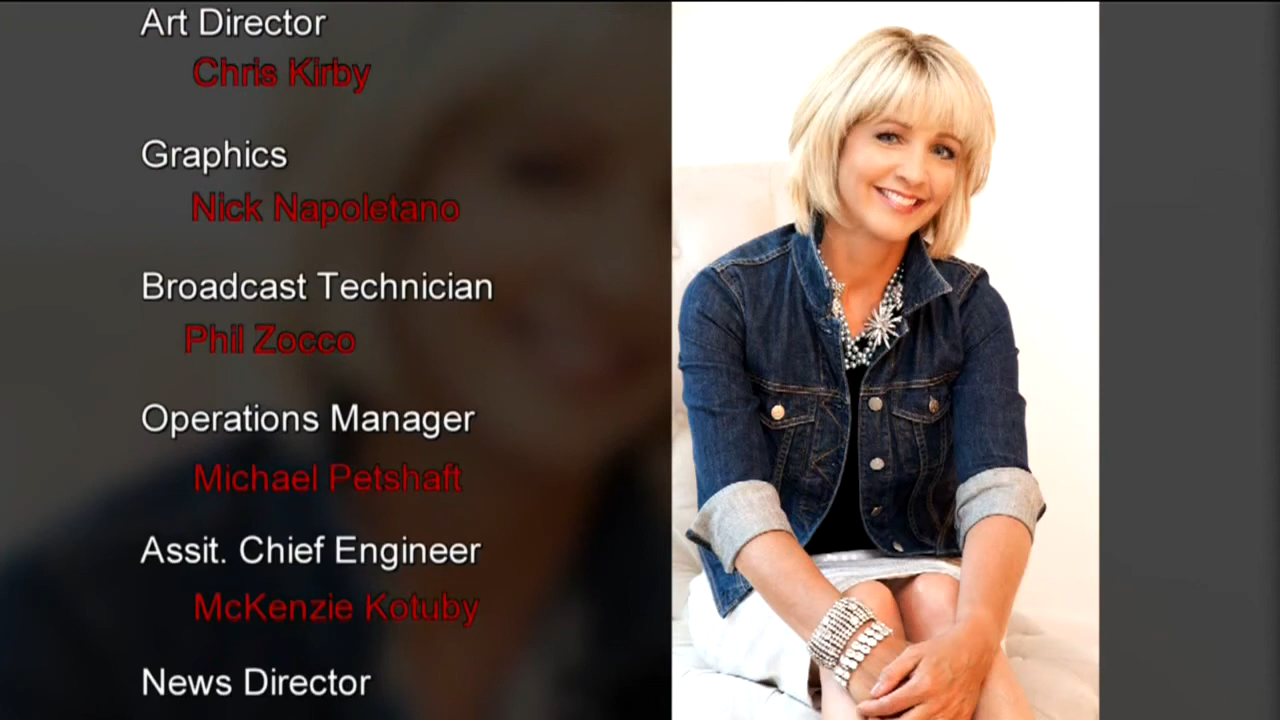 Art Director
Chris Kirby
Graphics
Nick Napoletano
Broadcast Technician
Phil Zocco
Operations Manager
Michael Petshaft
Assit. Chief Engineer
McKenzie Kotuby
News Director